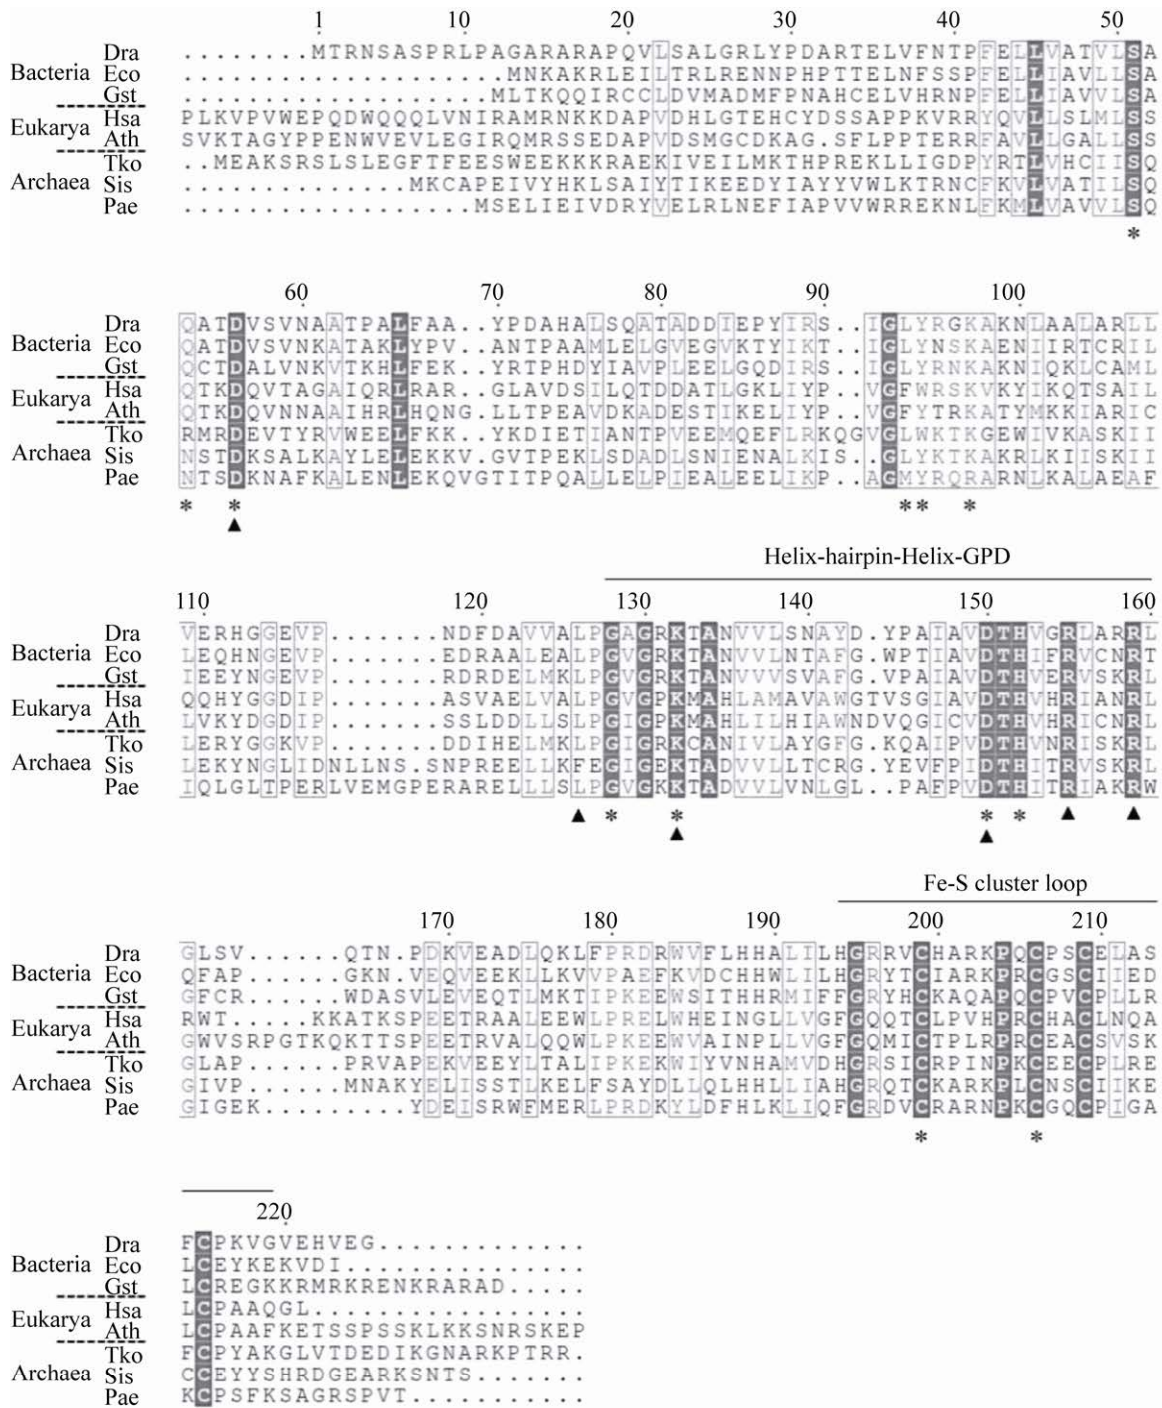 1 10 20 30 40 50
Dra ........MTRNSASPRLPAGARARAPQVLSALGRLYPDARTELVFNTPFELLVATVLSA
Bacteria Eco ....................MNKAKRLEILTRLRENNPHPTTELNFSSPFELLIAVLLSA
Gst ...................MLTKQQIRCCLDVMADMFPNAHCELVHRNPFELLIAVVLSA
Eukarya Hsa PLKVPVWEPQDWQQQLVNIRAMRNKKDAPVDHLGTEHCYDSSAPPKVRRYQVLLSLMLSS
Ath SVKTAGYPPENWVEVLEGIRQMRSSEDAPVDSMGCDKAG.SFLPPTERRFAVLLGALLSS
Tko ..MEAKSRSLSLEGFTFEESWEEKKKRAEKIVEILMKTHPREKLLIGDPYRTLVHCIISQ
Archaea Sis ..............MKCAPEIVYHKLSAIYTIKEEDYIAYYVWLKTRNCFKVLVATILSQ
Pae ..................MSELIEIVDRYVELRLNEFIAPVVWRREKNLFKMLVAVVLSQ
*
60 70 80 90 100
Dra QATDVSVNAATPALFAA..YPDAHALSQATADDIEPYIRS..IGLYRGKAKNLAALARLL
Bacteria Eco QATDVSVNKATAKLYPV..ANTPAAMLELGVEGVKTYIKT..IGLYNSKAENIIRTCRIL
Gst QCTDALVNKVTKHLFEK..YRTPHDYIAVPLEELGQDIRS..IGLYRNKAKNIQKLCAML
Eukarya Hsa QTKDQVTAGAIQRLRAR..GLAVDSILQTDDATLGKLIYP..VGFWRSKVKYIKQTSAIL
Ath QTKDQVNNAAIHRLHQNG.LLTPEAVDKADESTIKELIYP..VGFYTRKATYMKKIARIC
Tko RMRDEVTYRVWEELFKK..YKDIETIANTPVEEMQEFLRKQGVGLWKTKGEWIVKASKII
Archaea Sis NSTDKSALKAYLELEKKV.GVTPEKLSDADLSNIENALKIS..GLYKTKAKRLKIISKII
Pae NTSDKNAFKALENLEKQVGTITPQALLELPIEALEELIKP..AGMYRQRARNLKALAEAF
* * ** *
▲
Helix-hairpin-Helix-GPD
110 120 130 140 150 160
Dra VERHGGEVP.......NDFDAVVALPGAGRKTANVVLSNAYD.YPAIAVDTHVGRLARRL
Bacteria Eco LEQHNGEVP.......EDRAALEALPGVGRKTANVVLNTAFG.WPTIAVDTHIFRVCNRT
Gst IEEYNGEVP.......RDRDELMKLPGVGRKTANVVVSVAFG.VPAIAVDTHVERVSKRL
Eukarya Hsa QQHYGGDIP.......ASVAELVALPGVGPKMAHLAMAVAWGTVSGIAVDTHVHRIANRL
Ath LVKYDGDIP.......SSLDDLLSLPGIGPKMAHLILHIAWNDVQGICVDTHVHRICNRL
Tko LERYGGKVP.......DDIHELMKLPGIGRKCANIVLAYGFG.KQAIPVDTHVNRISKRL
Archaea Sis LEKYNGLIDNLLNS.SNPREELLKFEGIGEKTADVVLLTCRG.YEVFPIDTHITRVSKRL
Pae IQLGLTPERLVEMGPERARELLLSLPGVGKKTADVVLVNLGL..PAFPVDTHITRIAKRW
▲ * * * * ▲ ▲
▲ ▲
Fe-S cluster loop
170 180 190 200 210
Dra GLSV......QTN.PDKVEADLQKLFPRDRWVFLHHALILHGRRVCHARKPQCPSCELAS
Bacteria Eco QFAP......GKN.VEQVEEKLLKVVPAEFKVDCHHWLILHGRYTCIARKPRCGSCIIED
Gst GFCR......WDASVLEVEQTLMKTIPKEEWSITHHRMIFFGRYHCKAQAPQCPVCPLLR
Eukarya Hsa RWT.....KKATKSPEETRAALEEWLPRELWHEINGLLVGFGQQTCLPVHPRCHACLNQA
Ath GWVSRPGTKQKTTSPEETRVALQQWLPKEEWVAINPLLVGFGQMICTPLRPRCEACSVSK
Tko GLAP......PRVAPEKVEEYLTALIPKEKWIYVNHAMVDHGRSICRPINPKCEECPLRE
Archaea Sis GIVP......MNAKYELISSTLKELFSAYDLLQLHHLLIAHGRQTCKARKPLCNSCIIKE
Pae GIGEK.........YDEISRWFMERLPRDKYLDFHLKLIQFGRDVCRARNPKCGQCPIGA
* *
220
Dra FCPKVGVEHVEG.............
Bacteria Eco LCEYKEKVDI...............
Gst LCREGKKRMRKRENKRARAD.....
Eukarya Hsa LCPAAQGL.................
Ath LCPAAFKETSSPSSKLKKSNRSKEP
Tko FCPYAKGLVTDEDIKGNARKPTRR.
Archaea Sis CCEYYSHRDGEARKSNTS.......
Pae KCPSFKSAGRSPVT...........